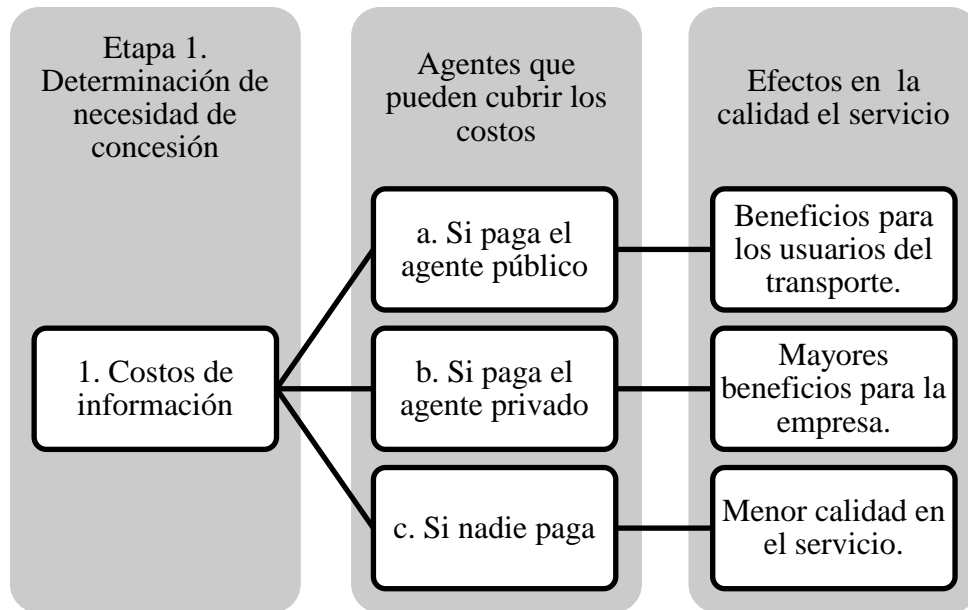 Etapa 1.
Determinación de
necesidad de
concesión
Agentes que
pueden cubrir los
costos
Efectos en la
calidad el servicio
1. Costos de
información
a. Si paga el
agente público
Beneficios para
los usuarios del
transporte.
b. Si paga el
agente privado
Mayores
beneficios para la
empresa.
c. Si nadie paga
Menor calidad en
el servicio.